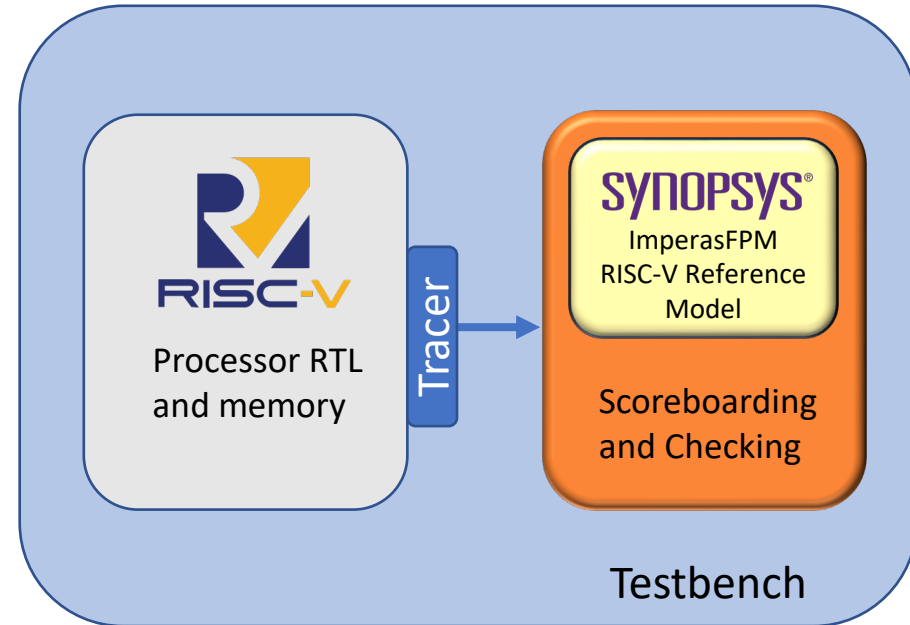 RISC-V
Processor RTL
and memory
Tracer
SYNOPSYS®
ImperasFPM
RISC-V Reference
Model
Scoreboarding
and Checking
Testbench